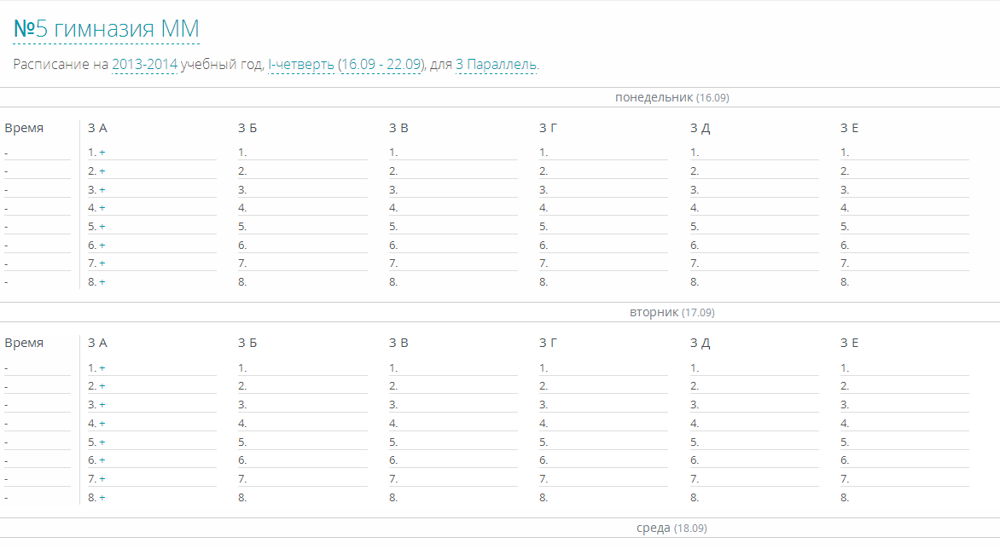 №5 гимназия ММ
Расписание на 2013-2014 учебный год, I-четверть (16.09 - 22.09), для 3 Параллель.
понедельник (16.09)
Время 3 А 3 Б 3 В 3 Г 3 Д 3 Е
- 1. + 1. 1. 1. 1. 1.
- 2. + 2. 2. 2. 2. 2.
- 3. + 3. 3. 3. 3. 3.
- 4. + 4. 4. 4. 4. 4.
- 5. + 5. 5. 5. 5. 5.
- 6. + 6. 6. 6. 6. 6.
- 7. + 7. 7. 7. 7. 7.
- 8. + 8. 8. 8. 8. 8.
вторник (17.09)
Время 3 А 3 Б 3 В 3 Г 3 Д 3 Е
- 1. + 1. 1. 1. 1. 1.
- 2. + 2. 2. 2. 2. 2.
- 3. + 3. 3. 3. 3. 3.
- 4. + 4. 4. 4. 4. 4.
- 5. + 5. 5. 5. 5. 5.
- 6. + 6. 6. 6. 6. 6.
- 7. + 7. 7. 7. 7. 7.
- 8. + 8. 8. 8. 8. 8.
среда (18.09)